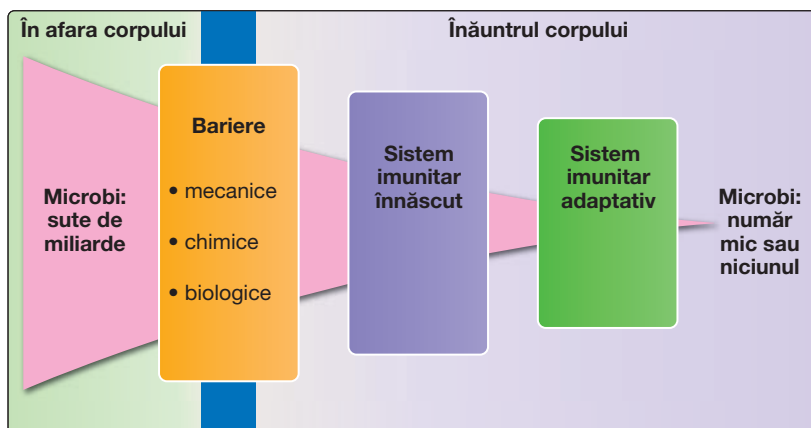 În afara corpului
Înăuntrul corpului
Microbi:
sute de
miliarde
Bariere
• mecanice
• chimice
• biologice
Sistem
imunitar
înnăscut
Sistem
imunitar
adaptativ
Microbi:
număr
mic sau
niciunul